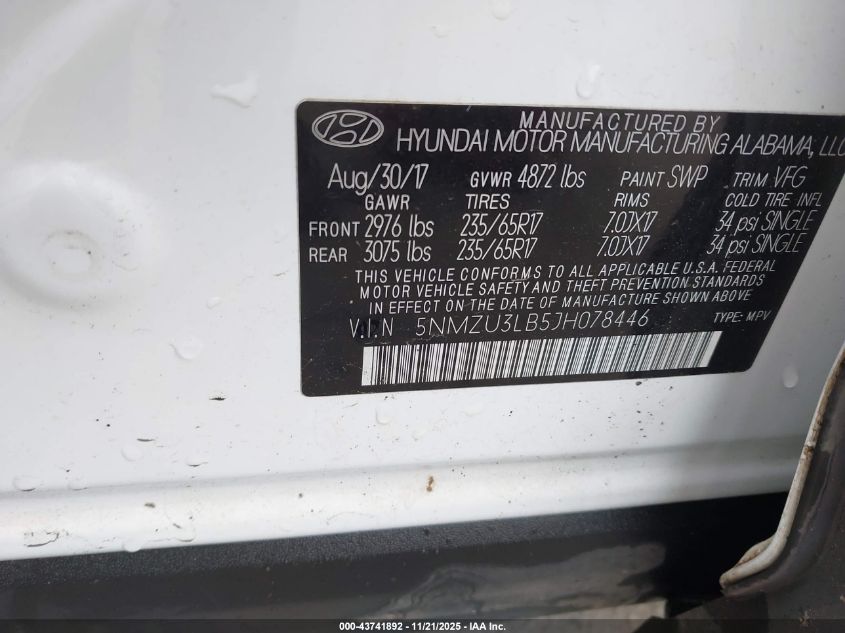 MANUFACTURED BY
HYUNDAI MOTOR MANUFACTURING ALABAMA, LLC
Aug/30/17 GVWR 4872 lbs PAINT SWP TRIM VFG
GAWR TIRES RIMS COLD TIRE INFL
FRONT 2976 lbs 235/65R17 7.0JX17 34 psi SINGLE
REAR 3075 lbs 235/65R17 7.0JX17 34 psi SINGLE
THIS VEHICLE CONFORMS TO ALL APPLICABLE U.S.A. FEDERAL
MOTOR VEHICLE SAFETY AND THEFT PREVENTION STANDARDS
IN EFFECT ON THE DATE OF MANUFACTURE SHOWN ABOVE
V.I.N 5NMZU3LB5JH078446 TYPE: MPV
000-43741892 - 11/21/2025 - IAA Inc.